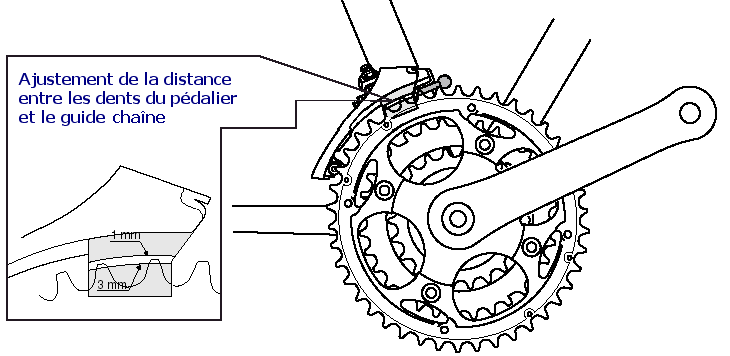 Ajustement de la distance
entre les dents du pédalier
et le guide chaîne
1 mm
3 mm